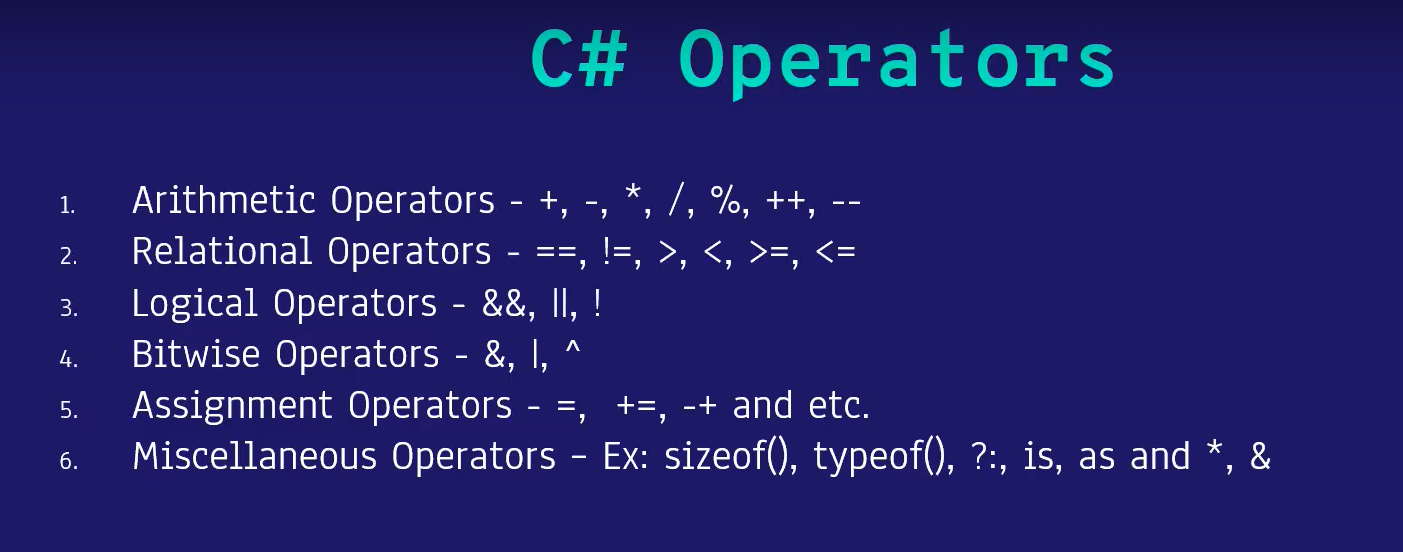 C# Operators
1. Arithmetic Operators - +, -, *, /, %, ++, --
2. Relational Operators - ==, !=, >, <, >=, <=
3. Logical Operators - &&, ||, !
4. Bitwise Operators - &, |, ^
5. Assignment Operators - =, +=, -+ and etc.
6. Miscellaneous Operators – Ex: sizeof(), typeof(), ?:, is, as and *, &